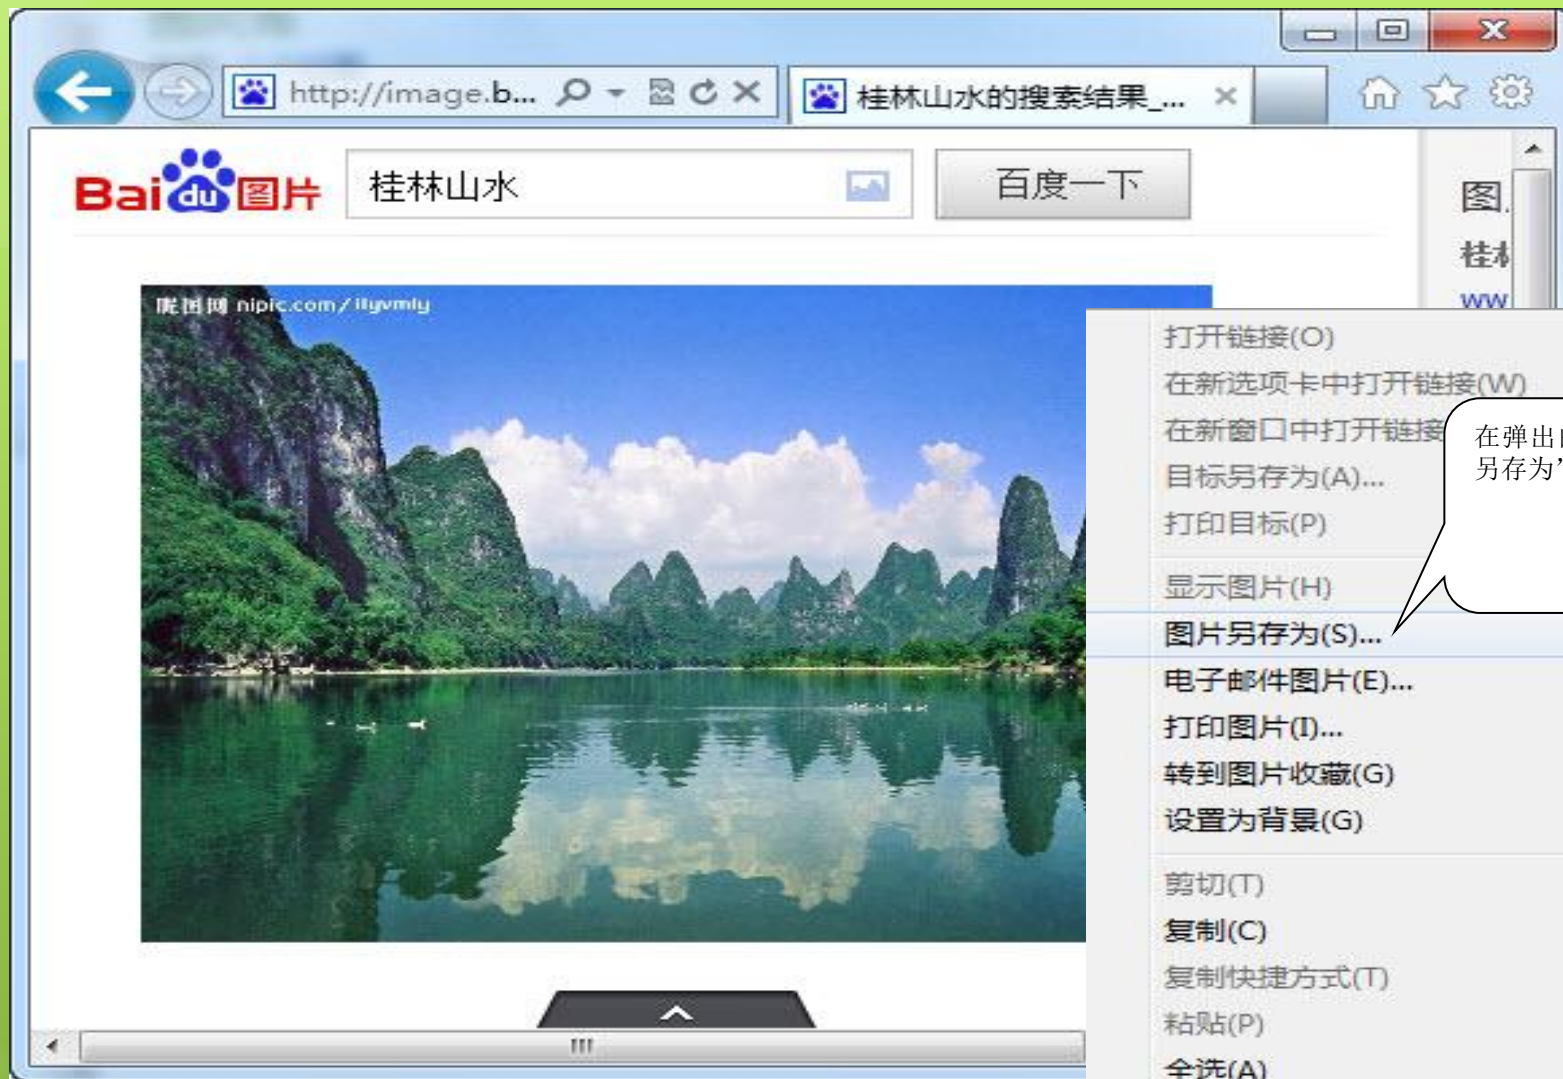 http://image.b...
桂林山水的搜索结果_...
Bai du 图片
桂林山水
百度一下
图.
桂林
ww
昵图网 nipic.com/ilyvmly
打开链接(O)
在新选项卡中打开链接(W)
在新窗口中打开链接
目标另存为(A)...
打印目标(P)
显示图片(H)
图片另存为(S)...
电子邮件图片(E)...
打印图片(I)...
转到图片收藏(G)
设置为背景(G)
剪切(T)
复制(C)
复制快捷方式(T)
粘贴(P)
全选(A)
在弹出
另存为”